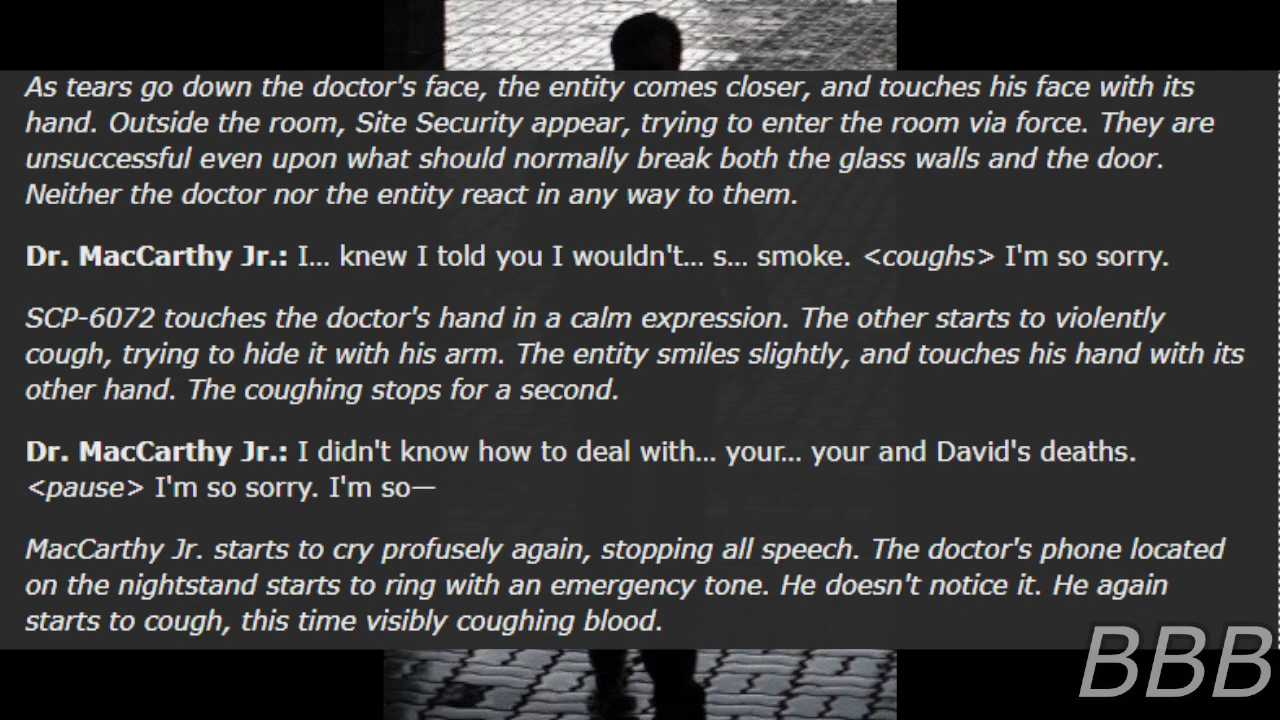 As tears go down the doctor's face, the entity comes closer, and touches his face with its
hand. Outside the room, Site Security appear, trying to enter the room via force. They are
unsuccessful even upon what should normally break both the glass walls and the door.
Neither the doctor nor the entity react in any way to them.
Dr. MacCarthy Jr.: I... knew I told you I wouldn't... s... smoke. <coughs> I'm so sorry.
SCP-6072 touches the doctor's hand in a calm expression. The other starts to violently
cough, trying to hide it with his arm. The entity smiles slightly, and touches his hand with its
other hand. The coughing stops for a second.
Dr. MacCarthy Jr.: I didn't know how to deal with... your... your and David's deaths.
<pause> I'm so sorry. I'm so—
MacCarthy Jr. starts to cry profusely again, stopping all speech. The doctor's phone located
on the nightstand starts to ring with an emergency tone. He doesn't notice it. He again
starts to cough, this time visibly coughing blood.
BBB